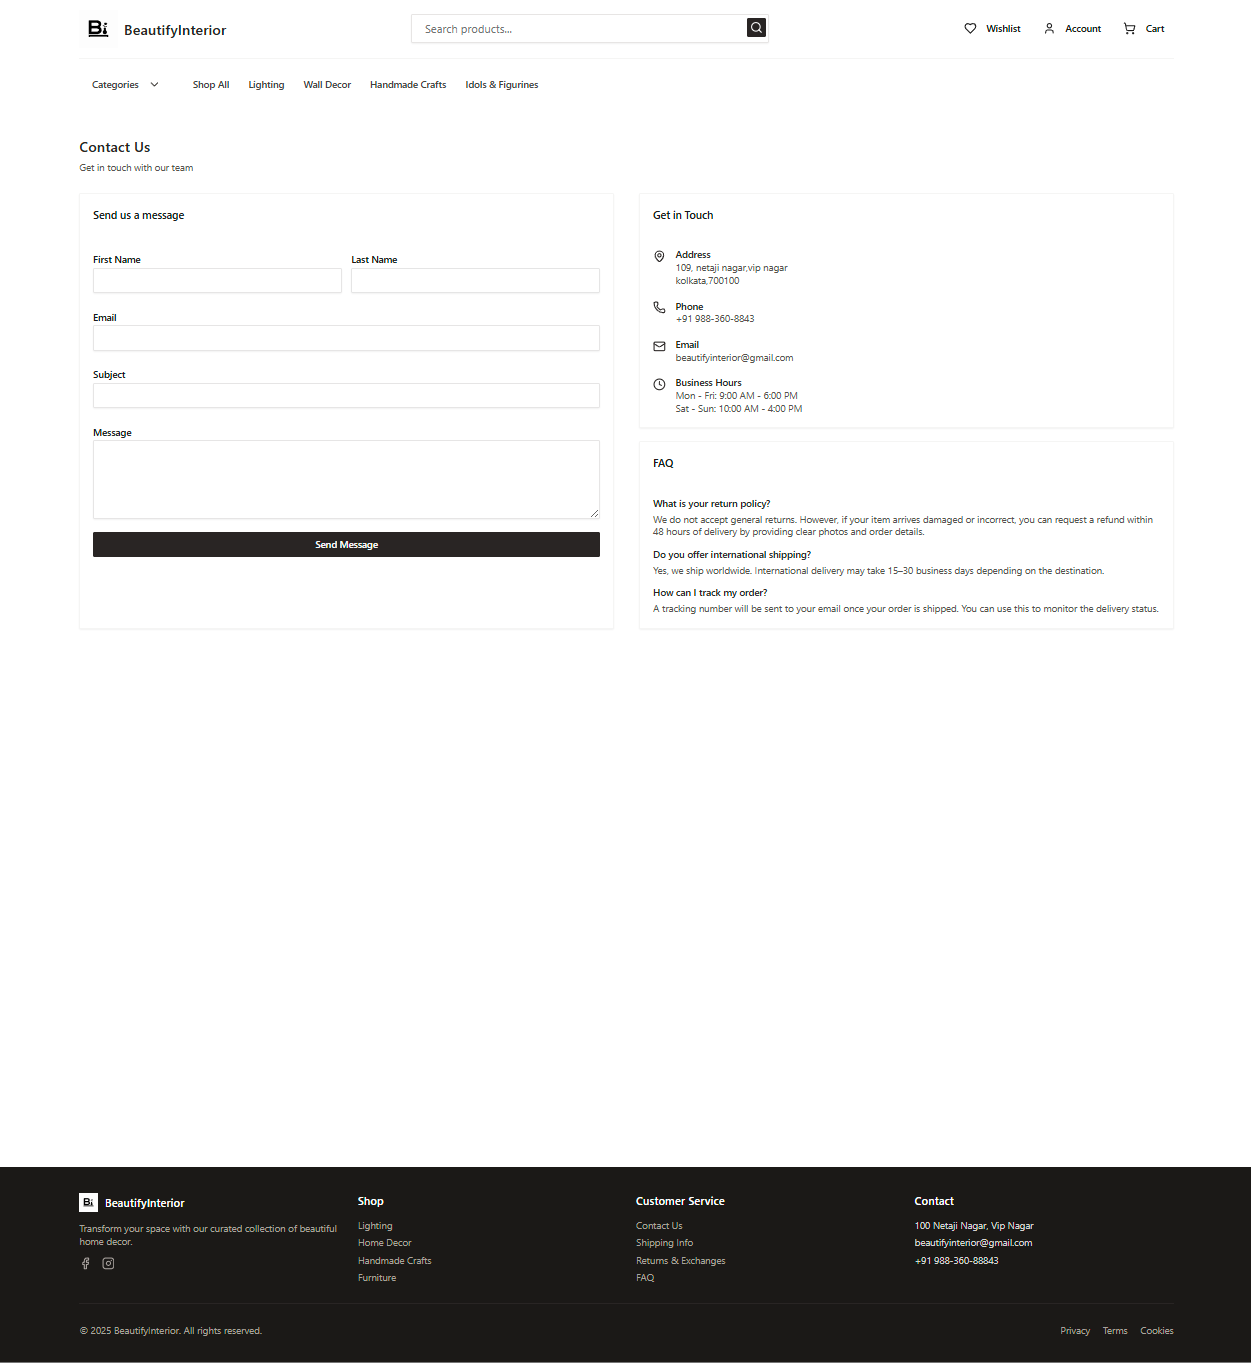 Bi BeautifyInterior
Search products...
Wishlist
Account
Cart
Categories
Shop All
Lighting
Wall Decor
Handmade Crafts
Idols & Figurines
Contact Us
Get in touch with our team
Send us a message
First Name
Last Name
Email
Subject
Message
Send Message
Get in Touch
Address
109, netaji nagar,vip nagar
kolkata,700100
Phone
+91 988-360-8843
Email
beautifyinterior@gmail.com
Business Hours
Mon - Fri: 9:00 AM - 6:00 PM
Sat - Sun: 10:00 AM - 4:00 PM
FAQ
What is your return policy?
We do not accept general returns. However, if your item arrives damaged or incorrect, you can request a refund within
48 hours of delivery by providing clear photos and order details.
Do you offer international shipping?
Yes, we ship worldwide. International delivery may take 15–30 business days depending on the destination.
How can I track my order?
A tracking number will be sent to your email once your order is shipped. You can use this to monitor the delivery status.
Bi BeautifyInterior
Transform your space with our curated collection of beautiful
home decor.
Shop
Lighting
Home Decor
Handmade Crafts
Furniture
Customer Service
Contact Us
Shipping Info
Returns & Exchanges
FAQ
Contact
100 Netaji Nagar, Vip Nagar
beautifyinterior@gmail.com
+91 988-360-88843
© 2025 BeautifyInterior. All rights reserved.
Privacy
Terms
Cookies